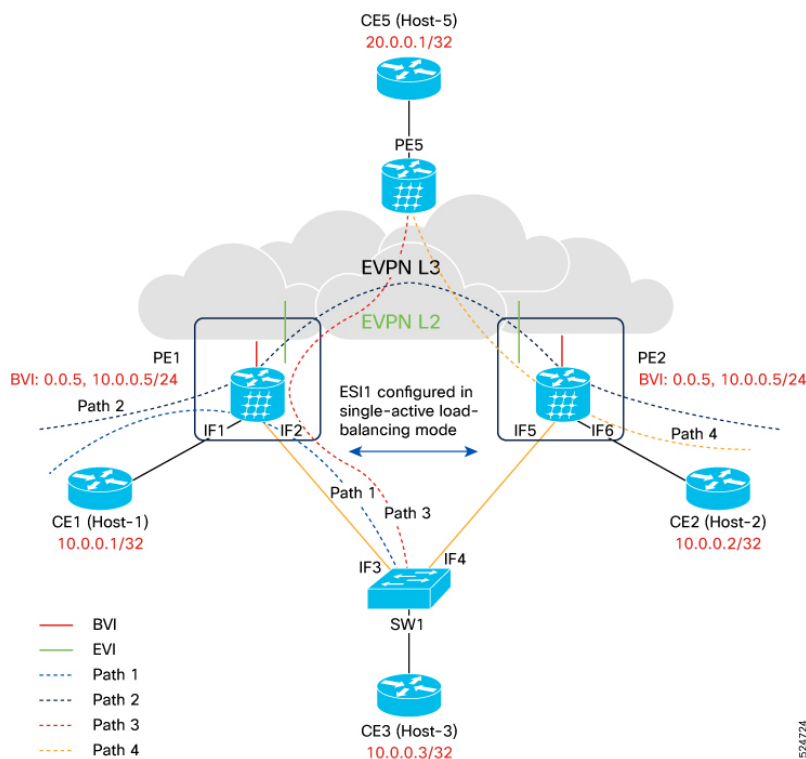 CE5 (Host-5)
20.0.0.1/32
PE5
EVPN L3
EVPN L2
PE1
BVI: 0.0.5, 10.0.0.5/24
PE2
BVI: 0.0.5, 10.0.0.5/24
ESI1 configured in
single-active load-
balancing mode
Path 2
IF1
IF2
IF5
IF6
Path 4
Path 1
Path 3
CE1 (Host-1)
10.0.0.1/32
CE2 (Host-2)
10.0.0.2/32
IF3
IF4
SW1
CE3 (Host-3)
10.0.0.3/32
BVI
EVI
Path 1
Path 2
Path 3
Path 4
524724